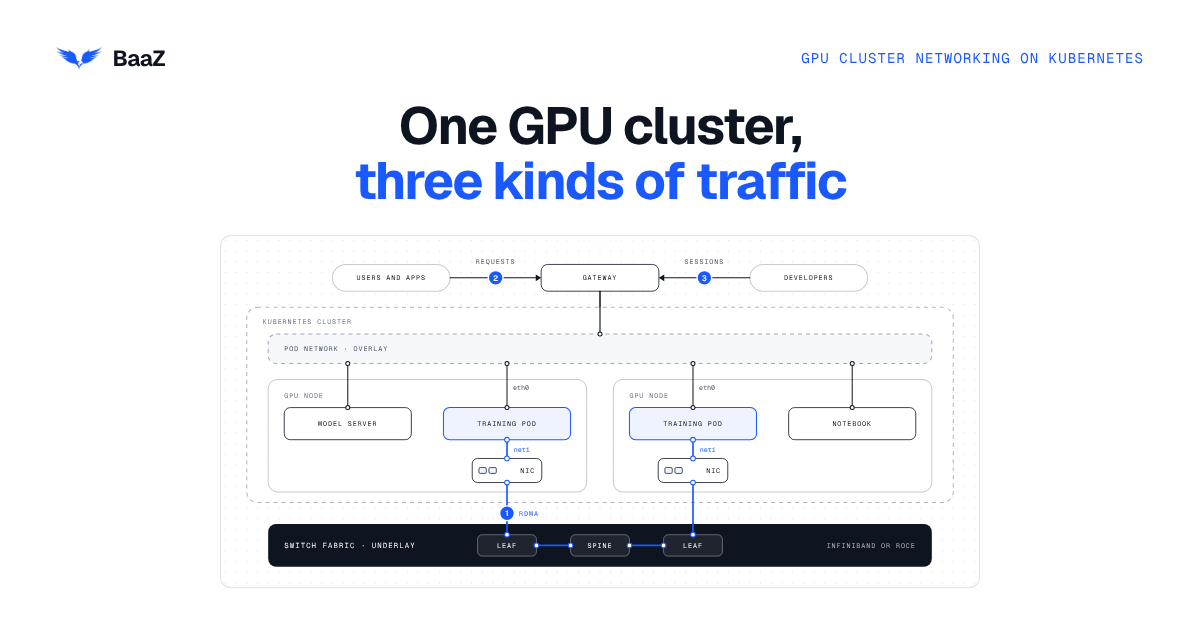 BaaZ
GPU CLUSTER NETWORKING ON KUBERNETES
One GPU cluster,
three kinds of traffic
REQUESTS
SESSIONS
USERS AND APPS
2
GATEWAY
3
DEVELOPERS
KUBERNETES CLUSTER
POD NETWORK · OVERLAY
eth0
eth0
GPU NODE
GPU NODE
MODEL SERVER
TRAINING POD
TRAINING POD
NOTEBOOK
net1
net1
NIC
NIC
1
RDMA
SWITCH FABRIC · UNDERLAY
LEAF
SPINE
LEAF
INFINIBAND OR ROCE